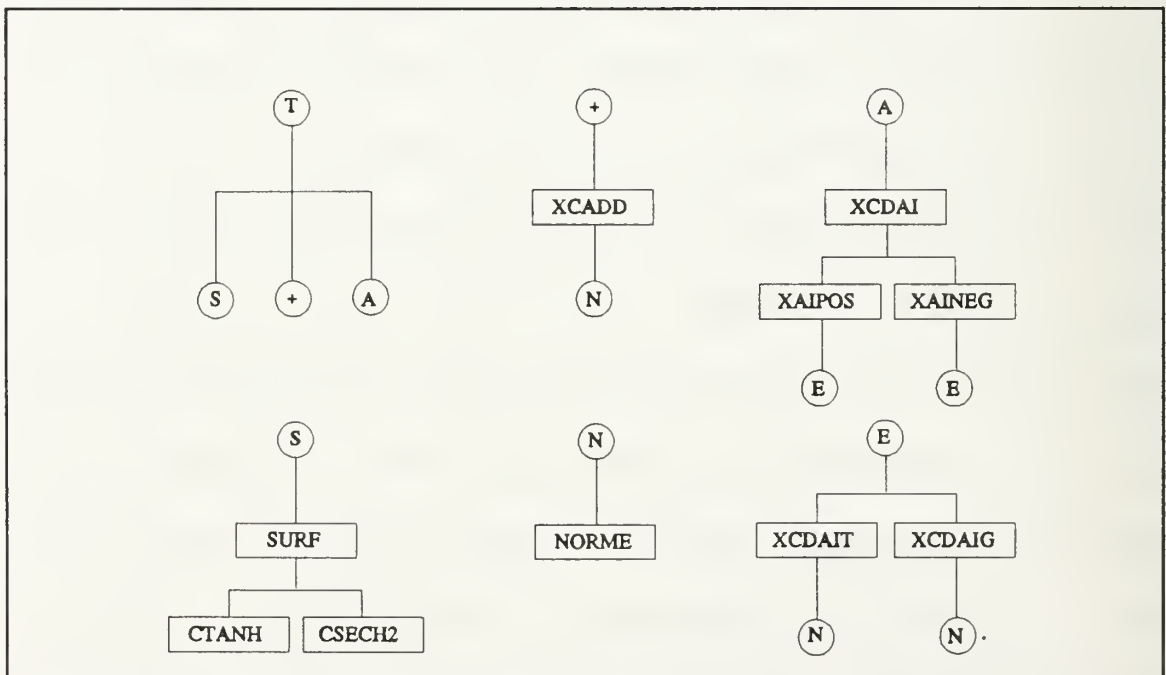 T + A
XCADD XCDAI
S + A N XAIPOS XAINEG
E E
S N E
SURF NORME XCDAIT XCDAIG
CTANH CSECH2 N N